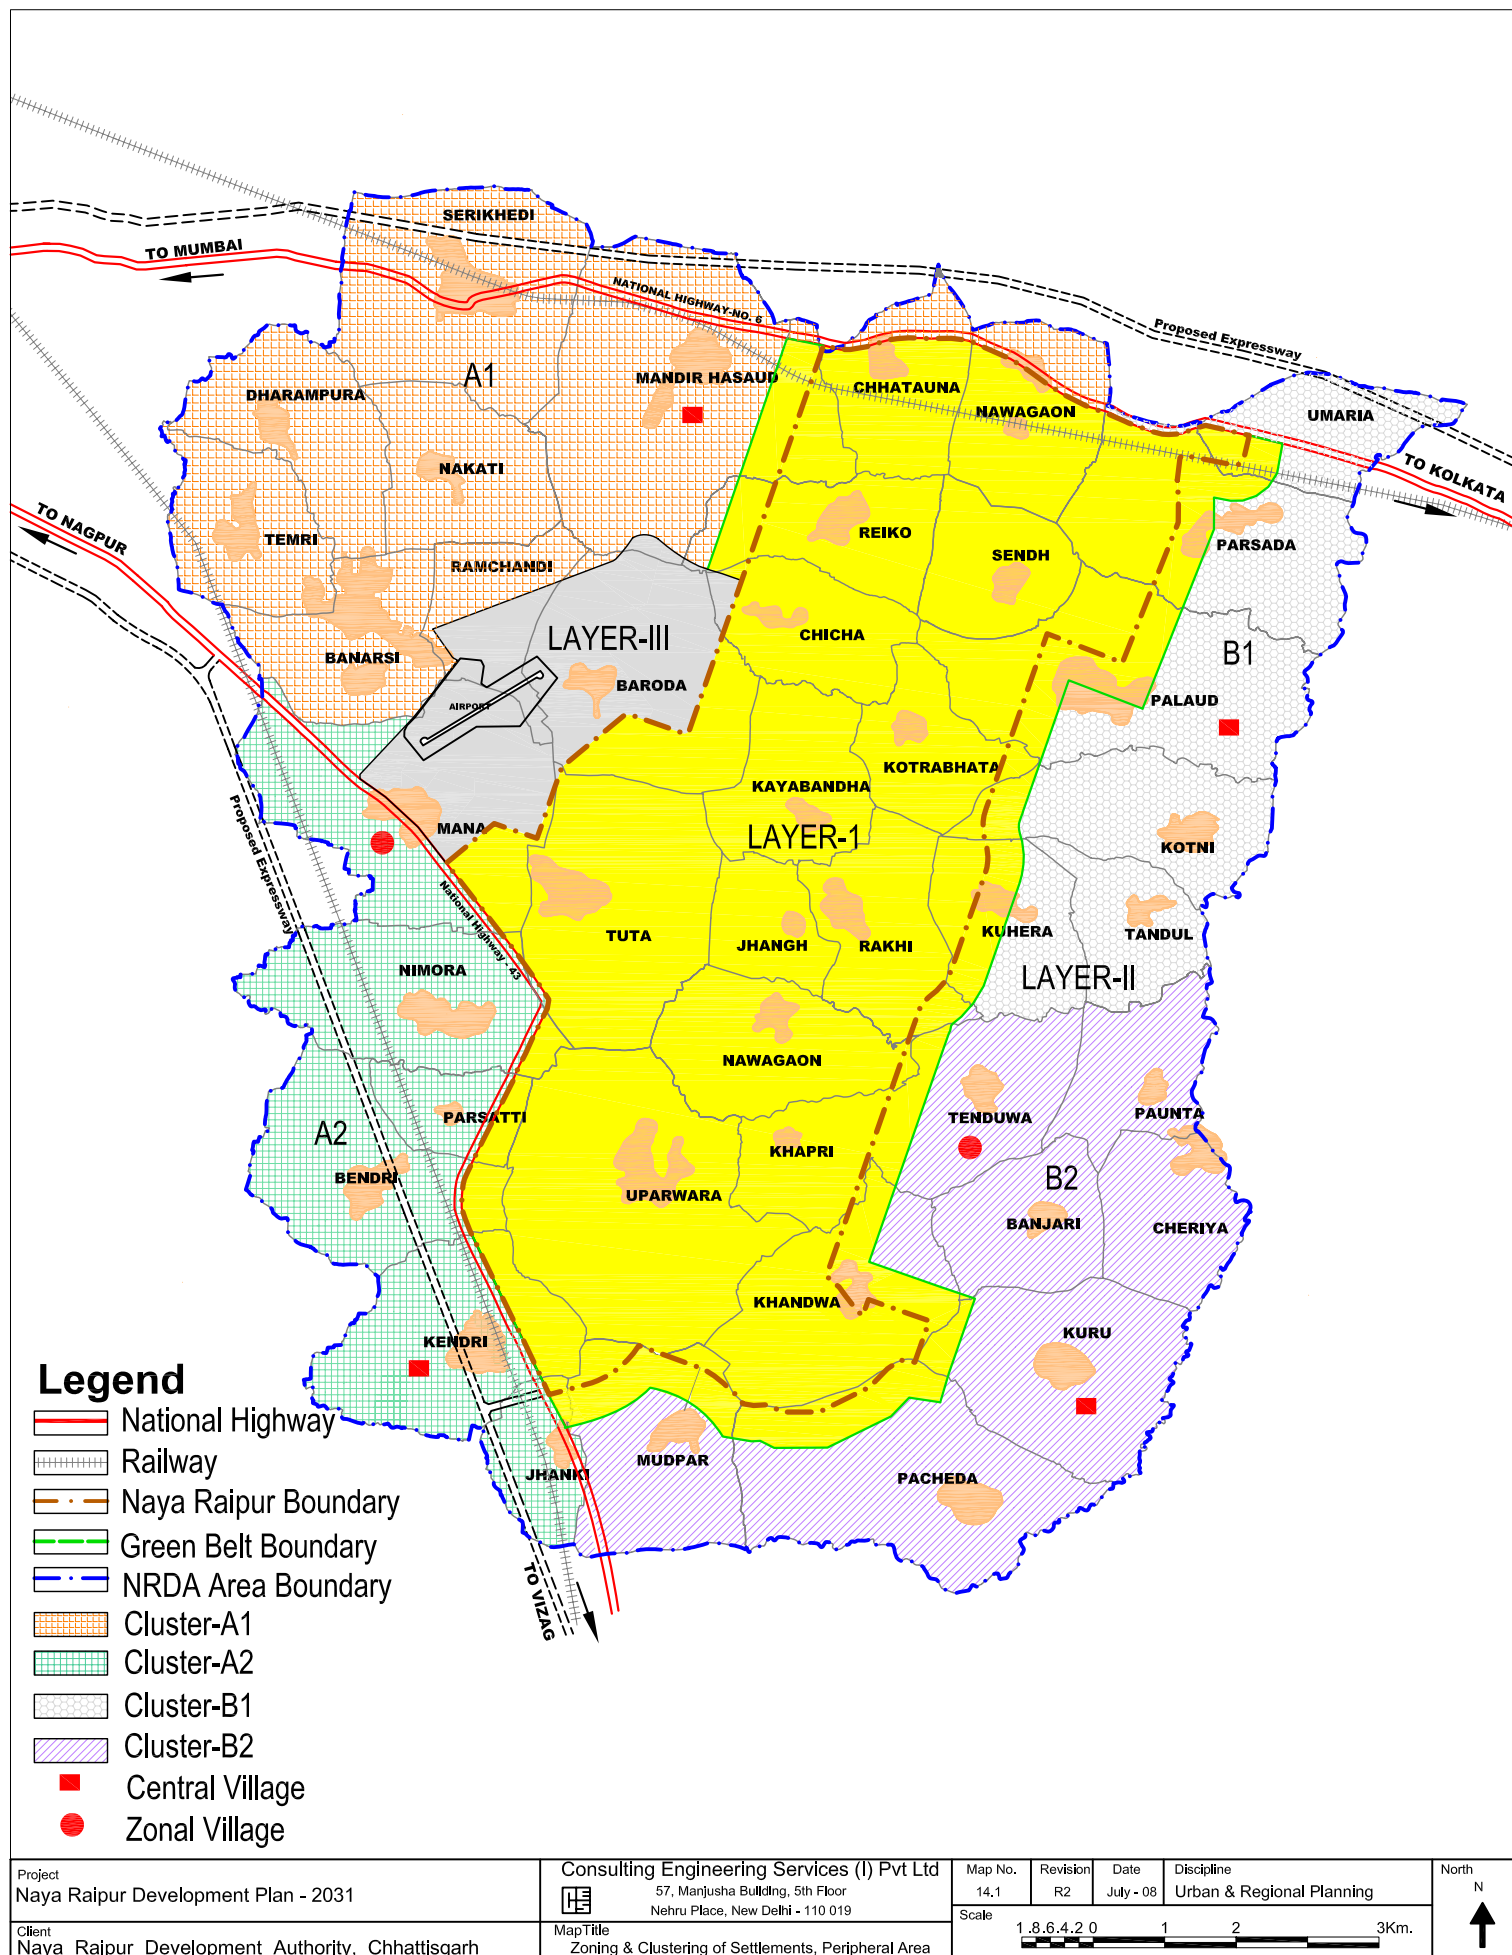 SERIKHEDI
TO MUMBAI
NATIONAL HIGHWAY-NO. 6
Proposed Expressway
A1
MANDIR HASAUD
DHARAMPURA
CHHATAUNA
NAWAGAON
UMARIA
NAKATI
TO KOLKATA
TO NAGPUR
TEMRI
REIKO
SENDH
PARSADA
RAMCHANDI
LAYER-III
CHICHA
B1
BANARSI
BARODA
PALAUD
AIRPORT
KOTRABHATA
KAYABANDHA
MANA
LAYER-1
KOTNI
Proposed Expressway
National Highway - 43
TUTA
JHANGH
RAKHI
KUHERA
TANDUL
NIMORA
LAYER-II
NAWAGAON
PARSATTI
TENDUWA
PAUNTA
A2
KHAPRI
BENDRI
UPARWARA
B2
BANJARI
CHERIYA
KHANDWA
KENDRI
KURU
MUDPAR
JHANKI
PACHEDA
TO VIZAG
Legend
National Highway
Railway
Naya Raipur Boundary
Green Belt Boundary
NRDA Area Boundary
Cluster-A1
Cluster-A2
Cluster-B1
Cluster-B2
Central Village
Zonal Village
Project
Naya Raipur Development Plan - 2031
Client
Naya Raipur Development Authority, Chhattisgarh
Consulting Engineering Services (I) Pvt Ltd
57, Manjusha Building, 5th Floor
Nehru Place, New Delhi - 110 019
MapTitle
Zoning & Clustering of Settlements, Peripheral Area
Map No.
14.1
Revision
R2
Date
July - 08
Discipline
Urban & Regional Planning
Scale
1.8.6.4.2 0 1 2 3Km.
North
N